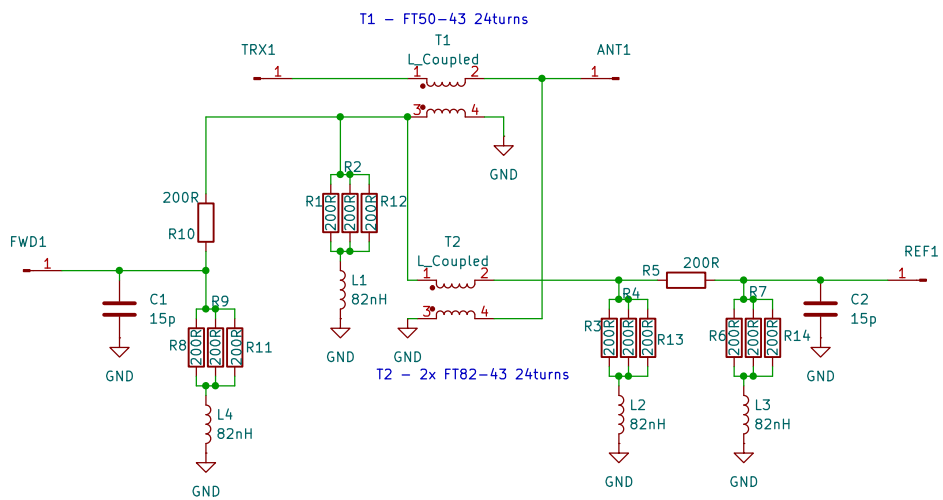 T1 - FT50-43 24turns
TRX1
T1
ANT1
L_Coupled
1
1
2
1
3
4
GND
R2
200R
R1
200R
200R
200R
R12
R10
FWD1
1
T2
L_Coupled
1
2
R5
200R
REF1
1
L1
82nH
C1
15p
R9
3
4
R4
R7
C2
15p
GND
GND
R8
200R
200R
200R
R11
R3
200R
200R
200R
R13
R6
200R
200R
200R
R14
GND
T2 - 2x FT82-43 24turns
GND
L4
82nH
L2
82nH
L3
82nH
GND
GND
GND